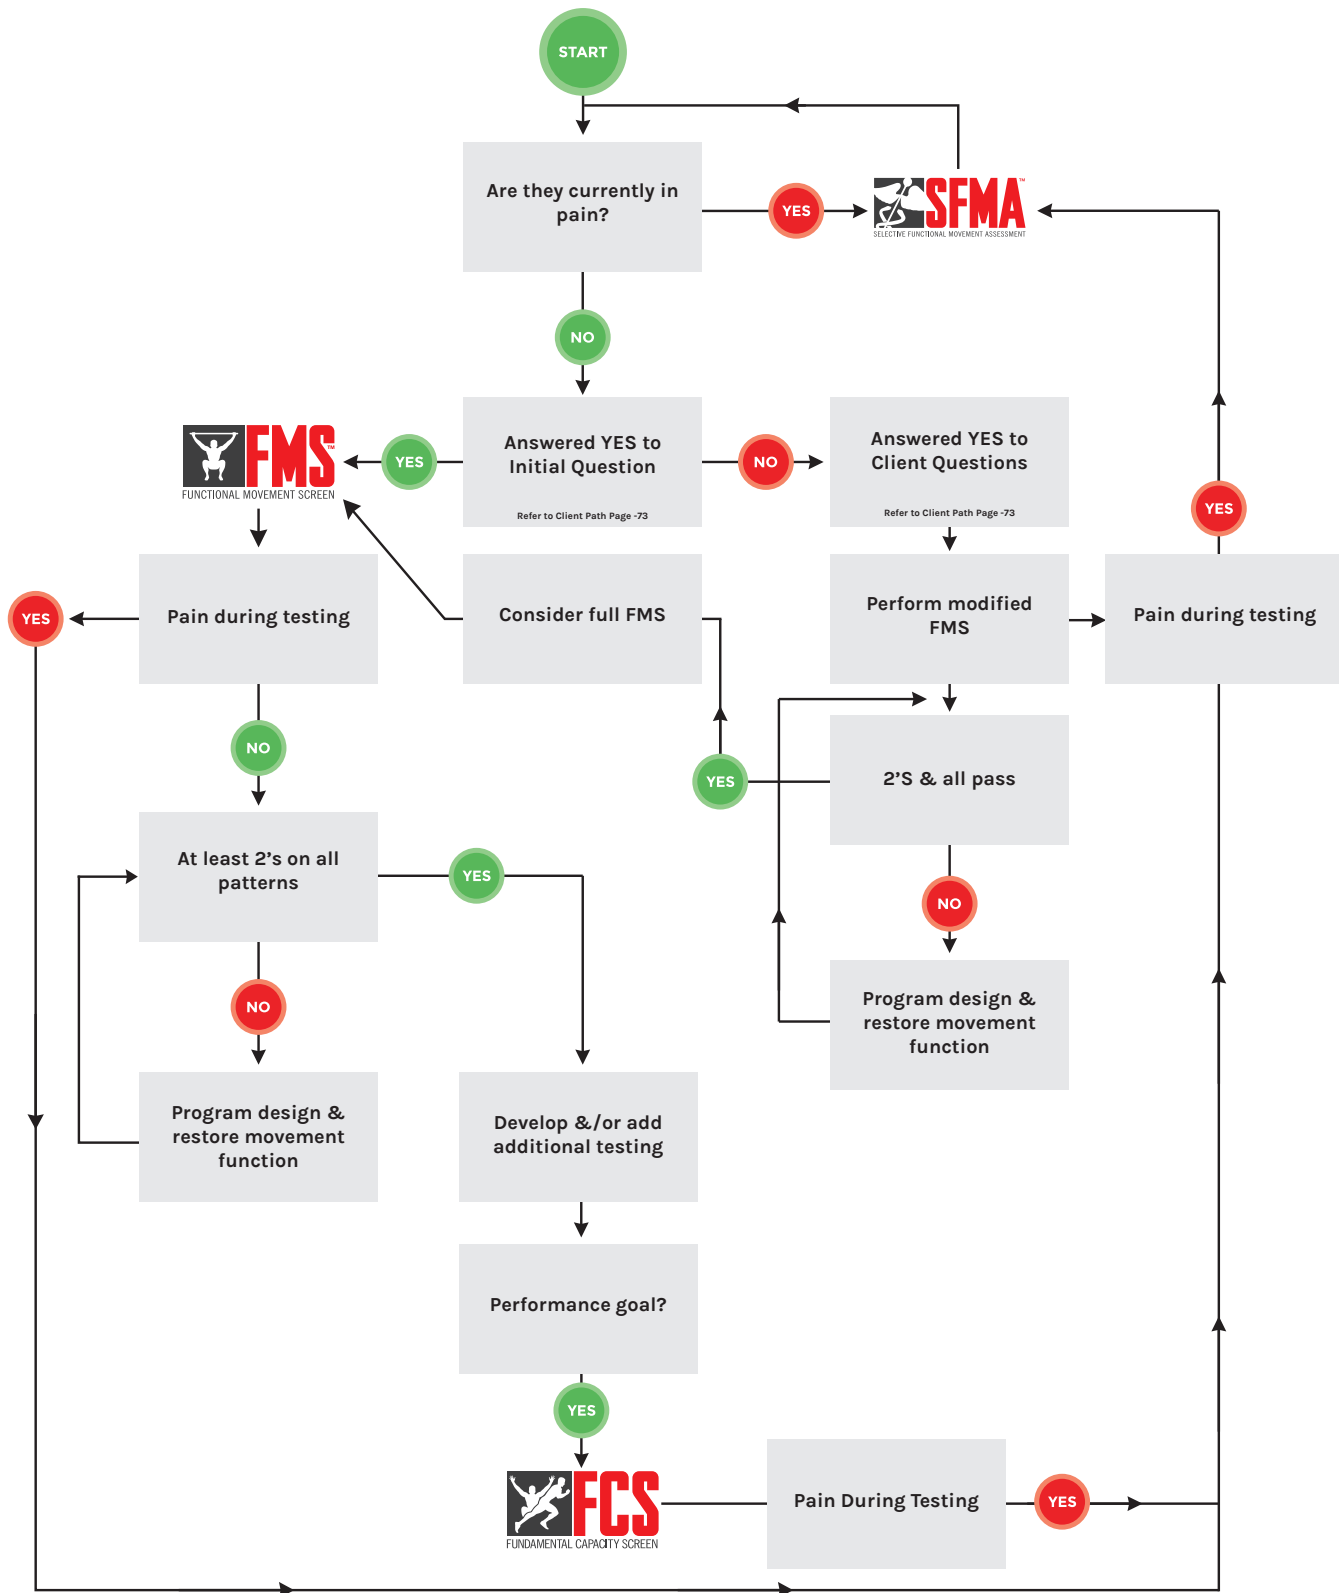 START
Are they currently in
pain?
YES
SFMA™
SELECTIVE FUNCTIONAL MOVEMENT ASSESSMENT
NO
FMS™
FUNCTIONAL MOVEMENT SCREEN
YES
Answered YES to
Initial Question
Refer to Client Path Page -73
NO
Answered YES to
Client Questions
Refer to Client Path Page -73
YES
YES
Pain during testing
Consider full FMS
Perform modified
FMS
Pain during testing
NO
YES
2'S & all pass
At least 2's on all
patterns
YES
NO
NO
Program design &
restore movement
function
Program design &
restore movement
function
Develop &/or add
additional testing
Performance goal?
YES
FCS
FUNDAMENTAL CAPACITY SCREEN
Pain During Testing
YES